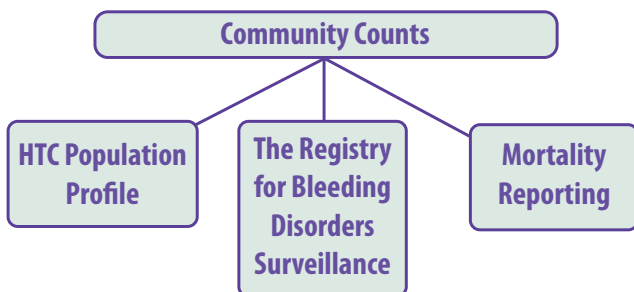 Community Counts
HTC Population
Profile
The Registry
for Bleeding
Disorders
Surveillance
Mortality
Reporting